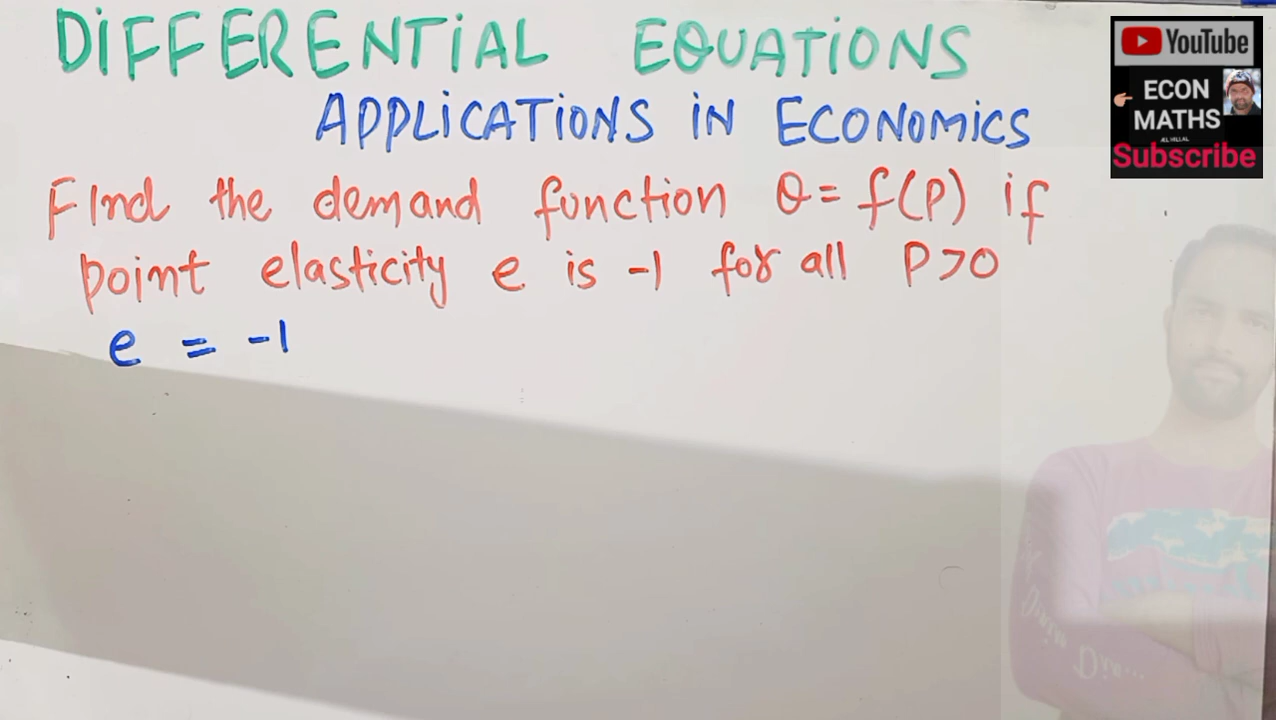 DIFFERENTIAL EQUATIONS
APPLICATIONS IN ECONOMICS
FInd the demand function Q = f(P) if
point elasticity e is -1 for all P>0
e = -1
YouTube
ECON
MATHS
Subscribe